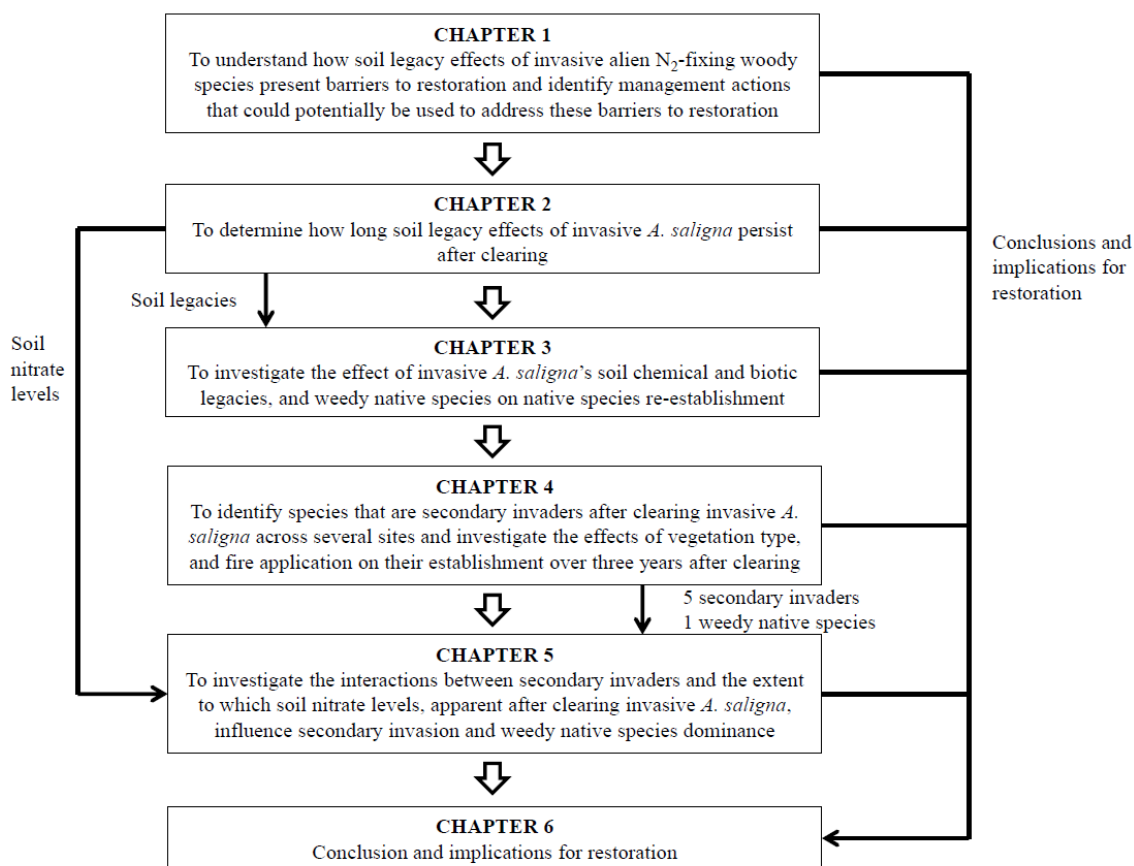 CHAPTER 1
To understand how soil legacy effects of invasive alien N₂-fixing woody
species present barriers to restoration and identify management actions
that could potentially be used to address these barriers to restoration
CHAPTER 2
To determine how long soil legacy effects of invasive A. saligna persist
after clearing
Conclusions and
implications for
restoration
Soil legacies
Soil
nitrate
levels
CHAPTER 3
To investigate the effect of invasive A. saligna’s soil chemical and biotic
legacies, and weedy native species on native species re-establishment
CHAPTER 4
To identify species that are secondary invaders after clearing invasive A.
saligna across several sites and investigate the effects of vegetation type,
and fire application on their establishment over three years after clearing
5 secondary invaders
1 weedy native species
CHAPTER 5
To investigate the interactions between secondary invaders and the extent
to which soil nitrate levels, apparent after clearing invasive A. saligna,
influence secondary invasion and weedy native species dominance
CHAPTER 6
Conclusion and implications for restoration